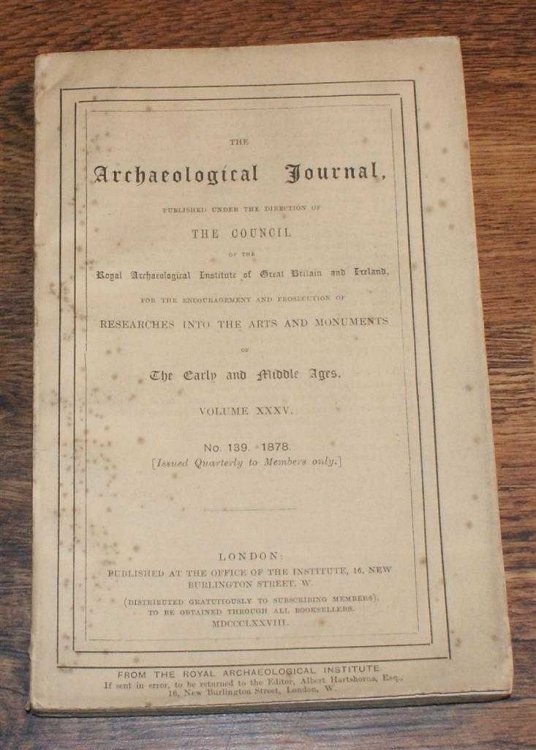 THE
Archaeological Journal,
PUBLISHED UNDER THE DIRECTION OF
THE COUNCIL
OF THE
Royal Archaeological Institute of Great Britain and Ireland,
FOR THE ENCOURAGEMENT AND PROSECUTION OF
RESEARCHES INTO THE ARTS AND MONUMENTS
OF
The Early and Middle Ages.
VOLUME XXXV.
No. 139. 1878.
[Issued Quarterly to Members only.]
LONDON:
PUBLISHED AT THE OFFICE OF THE INSTITUTE, 16, NEW
BURLINGTON STREET, W.
(DISTRIBUTED GRATUITOUSLY TO SUBSCRIBING MEMBERS).
TO BE OBTAINED THROUGH ALL BOOKSELLERS.
MDCCCLXXVIII.
FROM THE ROYAL ARCHAEOLOGICAL INSTITUTE
If sent in error, to be returned to the Editor, Albert Hartshorne, Esq.,
16, New Burlington Street, London, W.